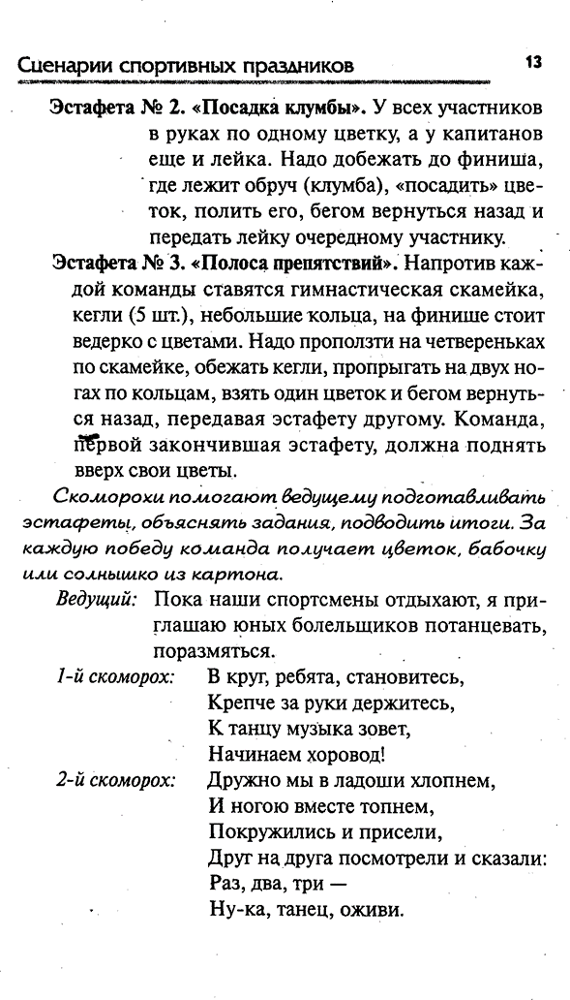 Сценарии спортивных праздников 13
Эстафета № 2. «Посадка клумбы». У всех участников
в руках по одному цветку, а у капитанов
еще и лейка. Надо добежать до финиша,
где лежит обруч (клумба), «посадить» цве-
ток, полить его, бегом вернуться назад и
передать лейку очередному участнику.
Эстафета № 3. «Полоса препятствий». Напротив каж-
дой команды ставятся гимнастическая скамейка,
кегли (5 шт.), небольшие кольца, на финише стоит
ведерко с цветами. Надо проползти на четвереньках
по скамейке, обежать кегли, пропрыгать на двух но-
гах по кольцам, взять один цветок и бегом вернуть-
ся назад, передавая эстафету другому. Команда,
первой закончившая эстафету, должна поднять
вверх свои цветы.
Скоморохи помогают ведущему подготавливать
эстафеты, объяснять задания, подводить итоги. За
каждую победу команда получает цветок, бабочку
или солнышко из картона.
Ведущий: Пока наши спортсмены отдыхают, я при-
глашаю юных болельщиков потанцевать,
поразмяться.
1-й скоморох: В круг, ребята, становитесь,
Крепче за руки держитесь,
К танцу музыка зовет,
Начинаем хоровод!
2-й скоморох: Дружно мы в ладоши хлопнем,
И ногою вместе топнем,
Покружились и присели,
Друг на друга посмотрели и сказали:
Раз, два, три —
Ну-ка, танец, оживи.